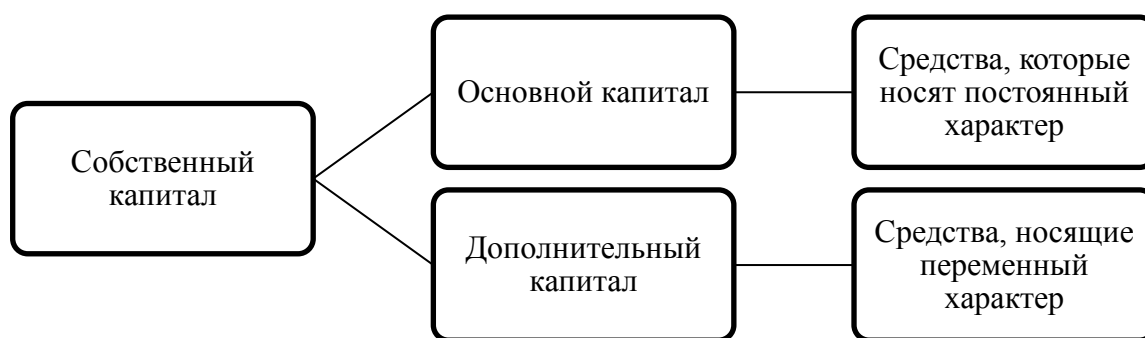 Собственный
капитал
Основной капитал
Средства, которые
носят постоянный
характер
Дополнительный
капитал
Средства, носящие
переменный
характер